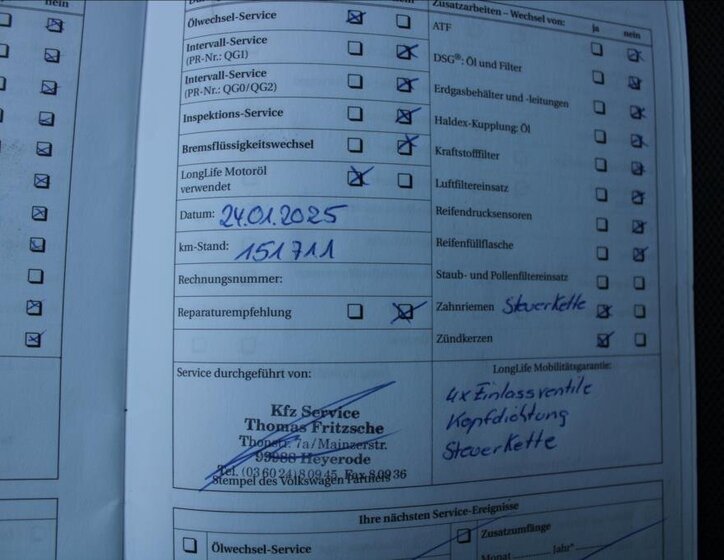 nein
nein
Zusatzarbeiten – Wechsel von:
ja
nein
Ölwechsel-Service
Intervall-Service
(PR-Nr.: QG1)
Intervall-Service
(PR-Nr.: QG0/QG2)
Inspektions-Service
Bremsflüssigkeitswechsel
LongLife Motoröl
verwendet
Datum: 24.01.2025
km-Stand: 151711
Rechnungsnummer:
Reparaturempfehlung
ATF
DSG®: Öl und Filter
Erdgasbehälter und -leitungen
Haldex-Kupplung: Öl
Kraftstofffilter
Luftfiltereinsatz
Reifendrucksensoren
Reifenfüllflasche
Staub- und Pollenfiltereinsatz
Zahnriemen Steuerkette
Zündkerzen
Service durchgeführt von:
Kfz Service
Thomas Fritzsche
Thonstr. 7a / Mainzerstr.
99988 Heyerode
Tel. (03 60 24) 8 09 45, Fax 8 09 36
Stempel des Volkswagen Partners
LongLife Mobilitätsgarantie:
4x Einlassventile
Kopfdichtung
Steuerkette
Ihre nächsten Service-Ereignisse
Ölwechsel-Service
Zusatzumfänge
Monat Jahr*